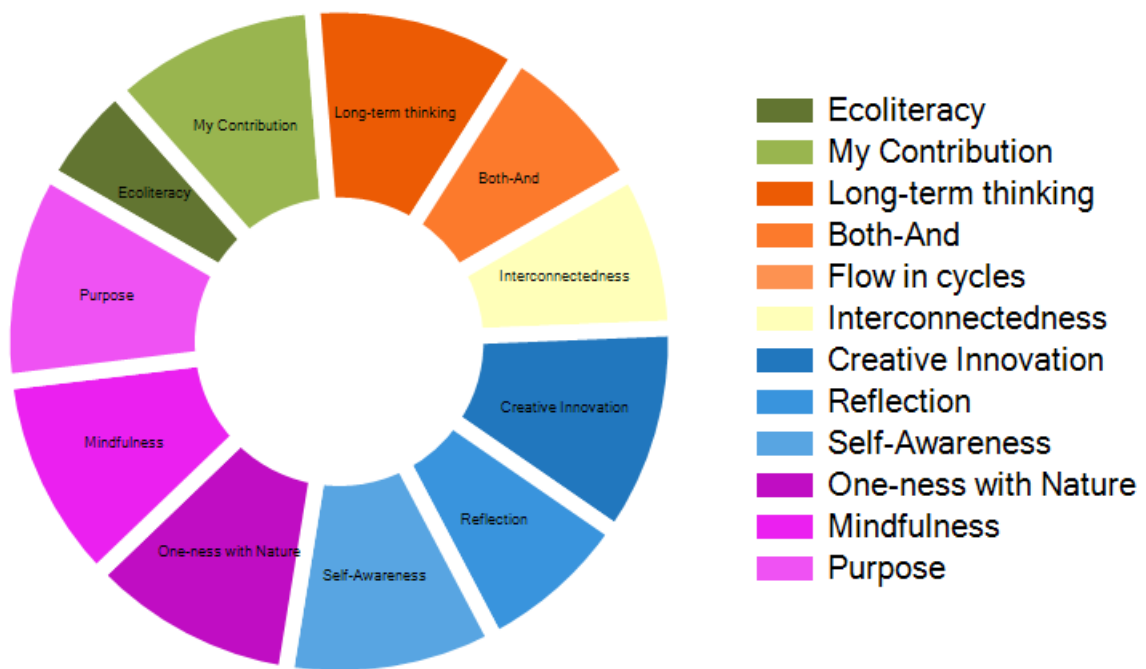 Long-term thinking
My Contribution
Both-And
Ecoliteracy
Interconnectedness
Purpose
Creative Innovation
Mindfulness
Reflection
One-ness with Nature
Self-Awareness
Ecoliteracy
My Contribution
Long-term thinking
Both-And
Flow in cycles
Interconnectedness
Creative Innovation
Reflection
Self-Awareness
One-ness with Nature
Mindfulness
Purpose